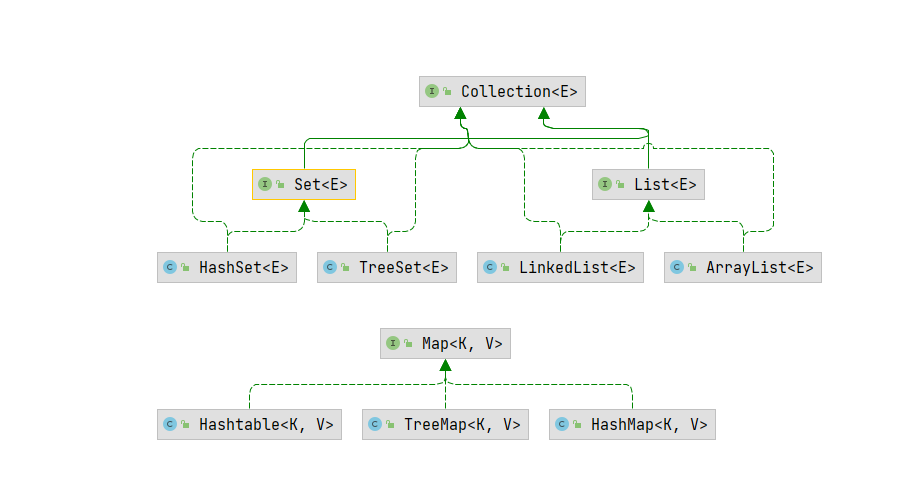 Collection<E>
Set<E>
List<E>
HashSet<E>
TreeSet<E>
LinkedList<E>
ArrayList<E>
Map<K, V>
Hashtable<K, V>
TreeMap<K, V>
HashMap<K, V>